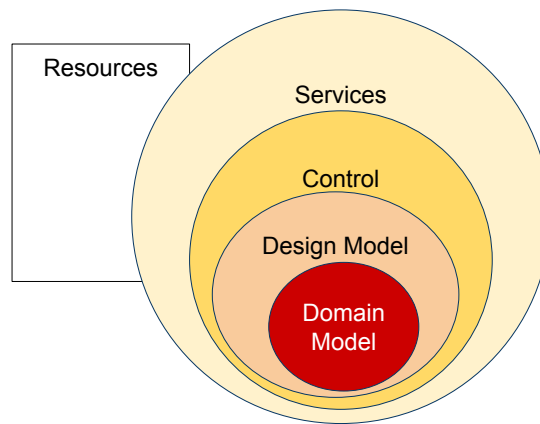 Resources
Services
Control
Design Model
Domain
Model